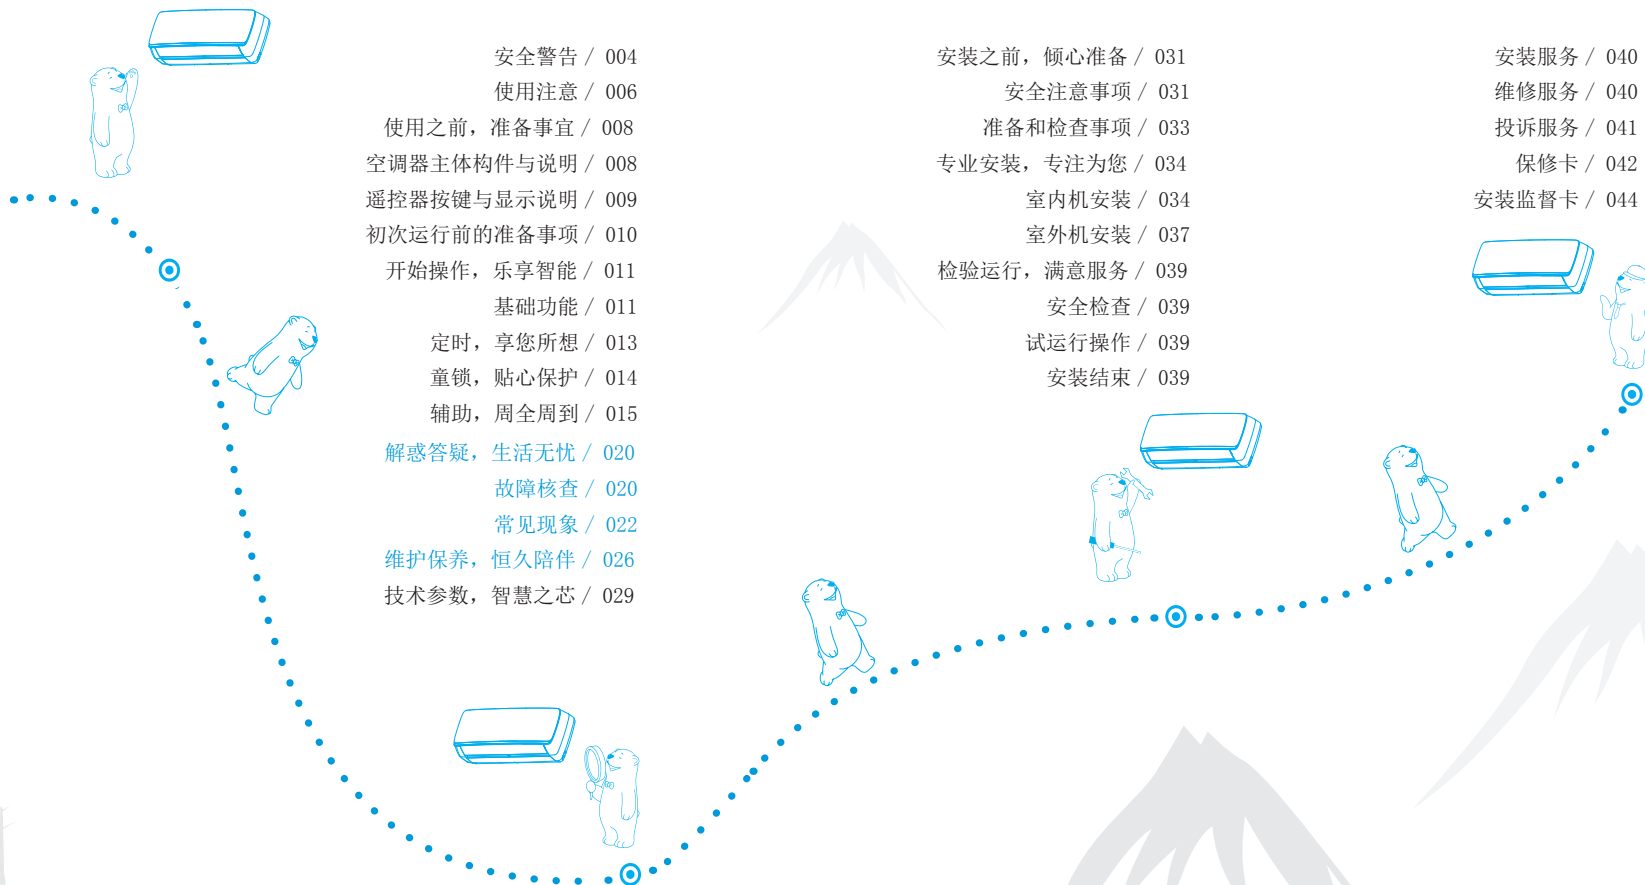 安全警告 / 004
使用注意 / 006
使用之前，准备事宜 / 008
空调器主体构件与说明 / 008
遥控器按键与显示说明 / 009
初次运行前的准备事项 / 010
开始操作，乐享智能 / 011
基础功能 / 011
定时，享您所想 / 013
童锁，贴心保护 / 014
辅助，周全周到 / 015
解惑答疑，生活无忧 / 020
故障核查 / 020
常见现象 / 022
维护保养，恒久陪伴 / 026
技术参数，智慧之芯 / 029
安装之前，倾心准备 / 031
安全注意事项 / 031
准备和检查事项 / 033
专业安装，专注为您 / 034
室内机安装 / 034
室外机安装 / 037
检验运行，满意服务 / 039
安全检查 / 039
试运行操作 / 039
安装结束 / 039
安装服务 / 040
维修服务 / 040
投诉服务 / 041
保修卡 / 042
安装监督卡 / 044